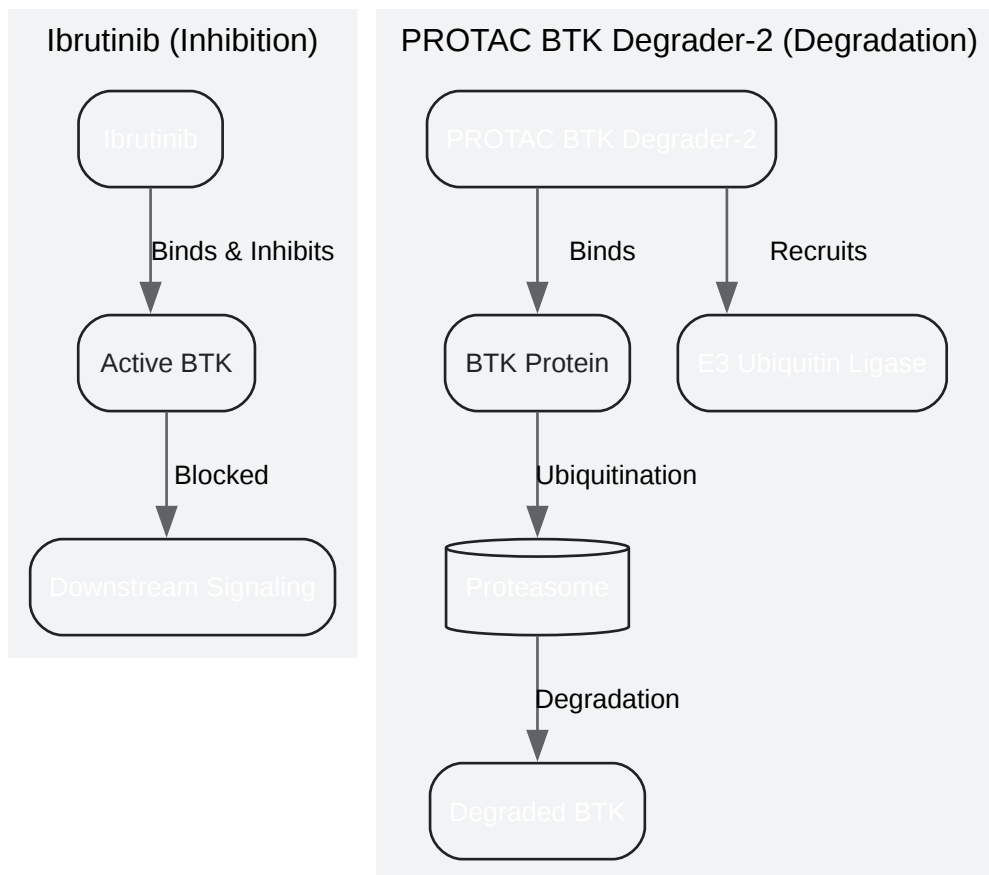 Ibrutinib (Inhibition)
Ibrutinib
Binds & Inhibits
Active BTK
Blocked
Downstream Signaling
PROTAC BTK Degrader-2 (Degradation)
PROTAC BTK Degrader-2
Binds
Recruits
BTK Protein
E3 Ubiquitin Ligase
Ubiquitination
Proteasome
Degradation
Degraded BTK